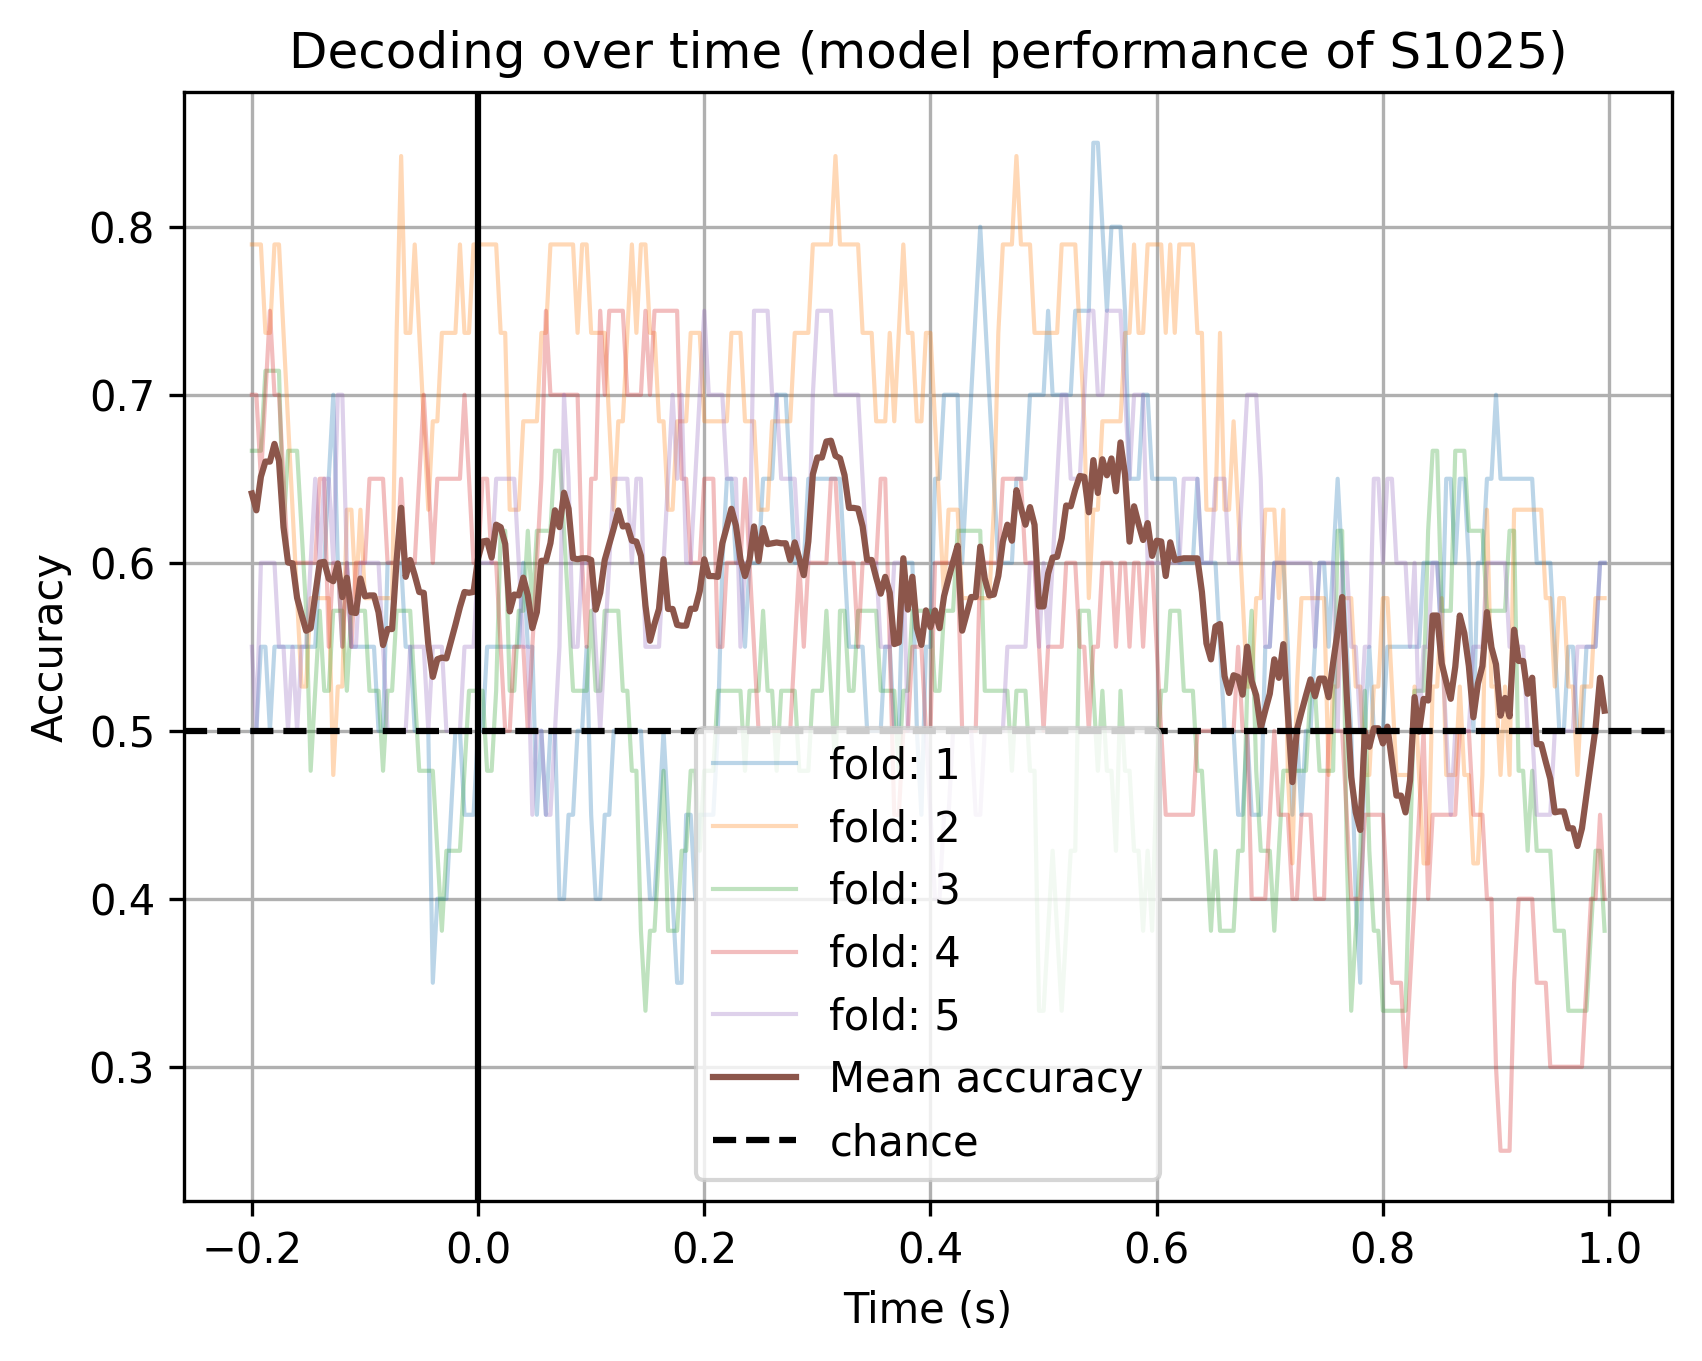 Decoding over time (model performance of S1025)
Accuracy
0.8
0.7
0.6
0.5
0.4
0.3
fold: 1
fold: 2
fold: 3
fold: 4
fold: 5
Mean accuracy
chance
−0.2 0.0 0.2 0.4 0.6 0.8 1.0
Time (s)